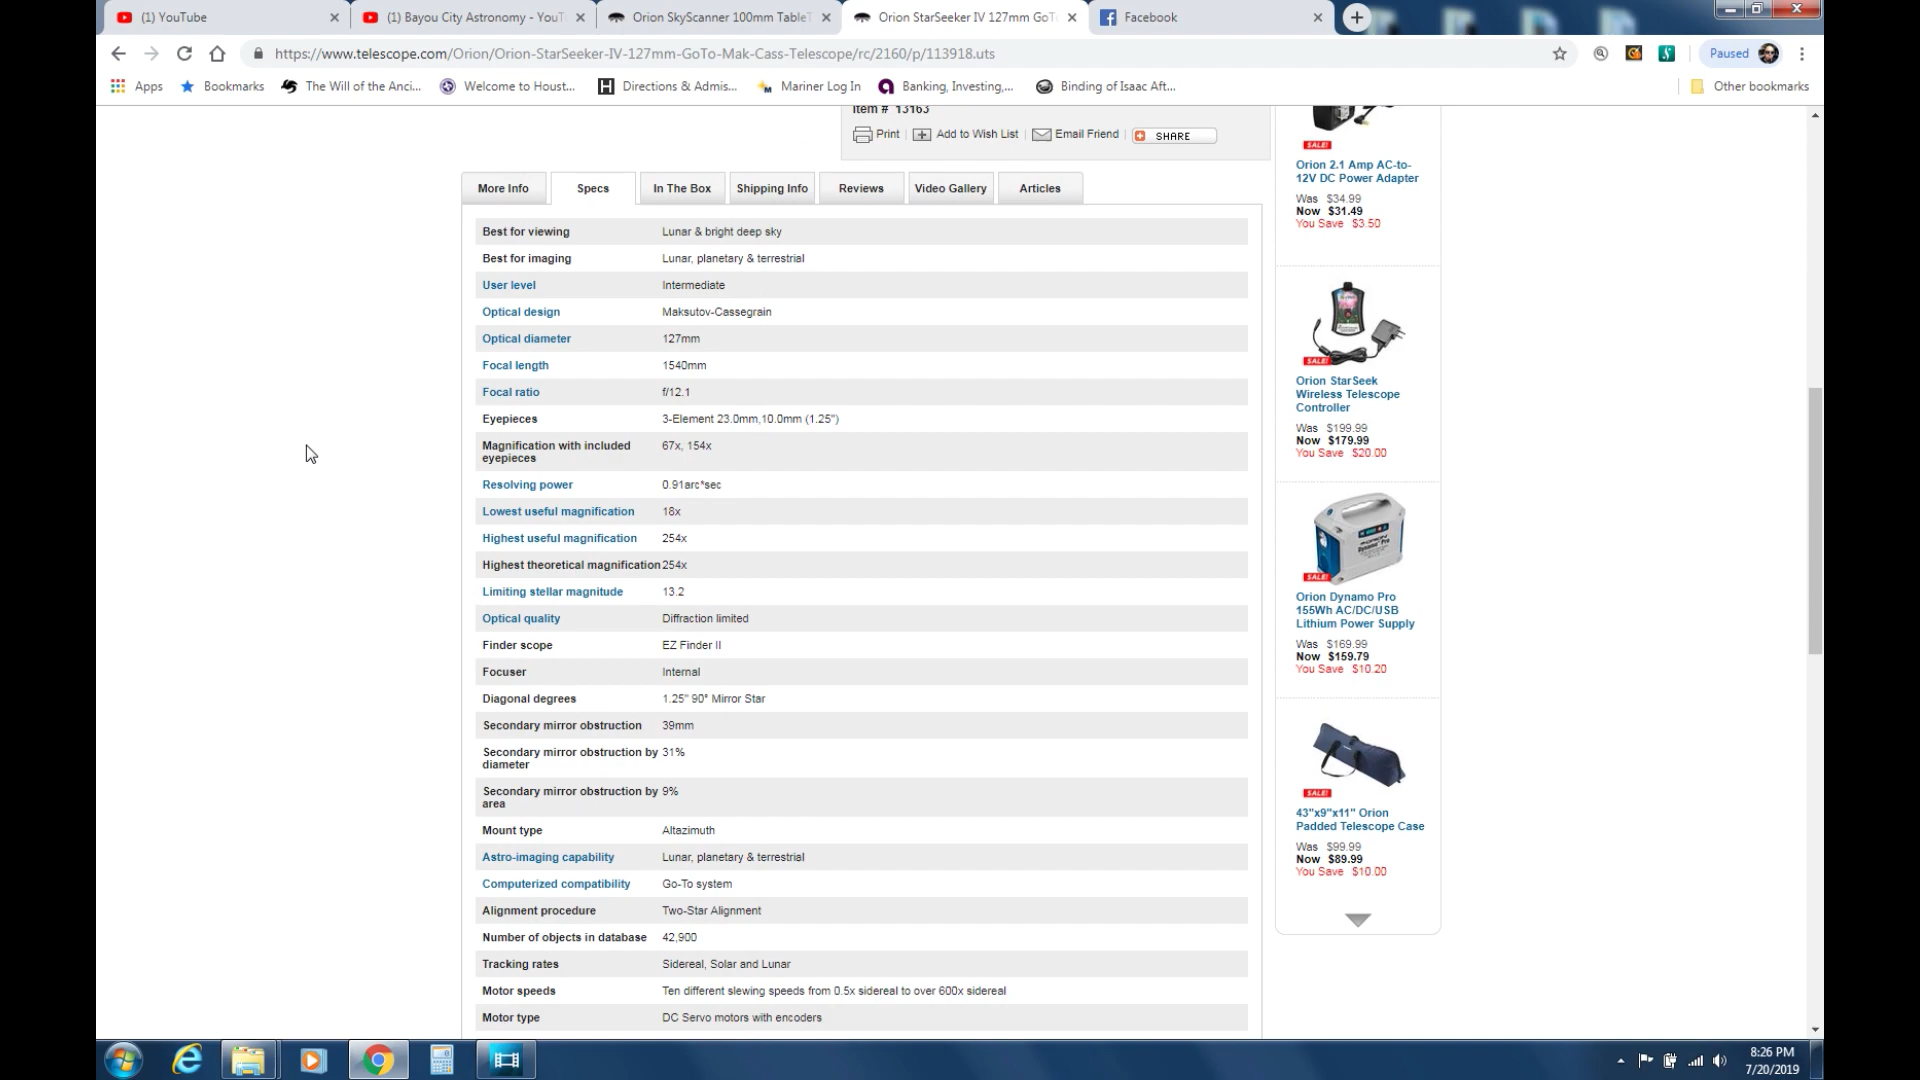 (1) YouTube
(1) Bayou City Astronomy - YouT
Orion SkyScanner 100mm TableT
Orion StarSeeker IV 127mm GoT
Facebook
https://www.telescope.com/Orion/Orion-StarSeeker-IV-127mm-GoTo-Mak-Cass-Telescope/rc/2160/p/113918.uts
Paused
Apps
Bookmarks
The Will of the Anci...
Welcome to Houst...
Directions & Admis...
Mariner Log In
Banking, Investing,...
Binding of Isaac Aft...
Other bookmarks
Item # 13163
Print
Add to Wish List
Email Friend
SHARE
More Info
Specs
In The Box
Shipping Info
Reviews
Video Gallery
Articles
Best for viewing Lunar & bright deep sky
Best for imaging Lunar, planetary & terrestrial
User level Intermediate
Optical design Maksutov-Cassegrain
Optical diameter 127mm
Focal length 1540mm
Focal ratio f/12.1
Eyepieces 3-Element 23.0mm,10.0mm (1.25")
Magnification with included 67x, 154x
eyepieces
Resolving power 0.91arc*sec
Lowest useful magnification 18x
Highest useful magnification 254x
Highest theoretical magnification 254x
Limiting stellar magnitude 13.2
Optical quality Diffraction limited
Finder scope EZ Finder II
Focuser Internal
Diagonal degrees 1.25" 90° Mirror Star
Secondary mirror obstruction 39mm
Secondary mirror obstruction by 31%
diameter
Secondary mirror obstruction by 9%
area
Mount type Altazimuth
Astro-imaging capability Lunar, planetary & terrestrial
Computerized compatibility Go-To system
Alignment procedure Two-Star Alignment
Number of objects in database 42,900
Tracking rates Sidereal, Solar and Lunar
Motor speeds Ten different slewing speeds from 0.5x sidereal to over 600x sidereal
Motor type DC Servo motors with encoders
SALE!
Orion 2.1 Amp AC-to-
12V DC Power Adapter
Was $34.99
Now $31.49
You Save $3.50
SALE!
Orion StarSeek
Wireless Telescope
Controller
Was $199.99
Now $179.99
You Save $20.00
SALE!
Orion Dynamo Pro
155Wh AC/DC/USB
Lithium Power Supply
Was $169.99
Now $159.79
You Save $10.20
SALE!
43"x9"x11" Orion
Padded Telescope Case
Was $99.99
Now $89.99
You Save $10.00
8:26 PM
7/20/2019